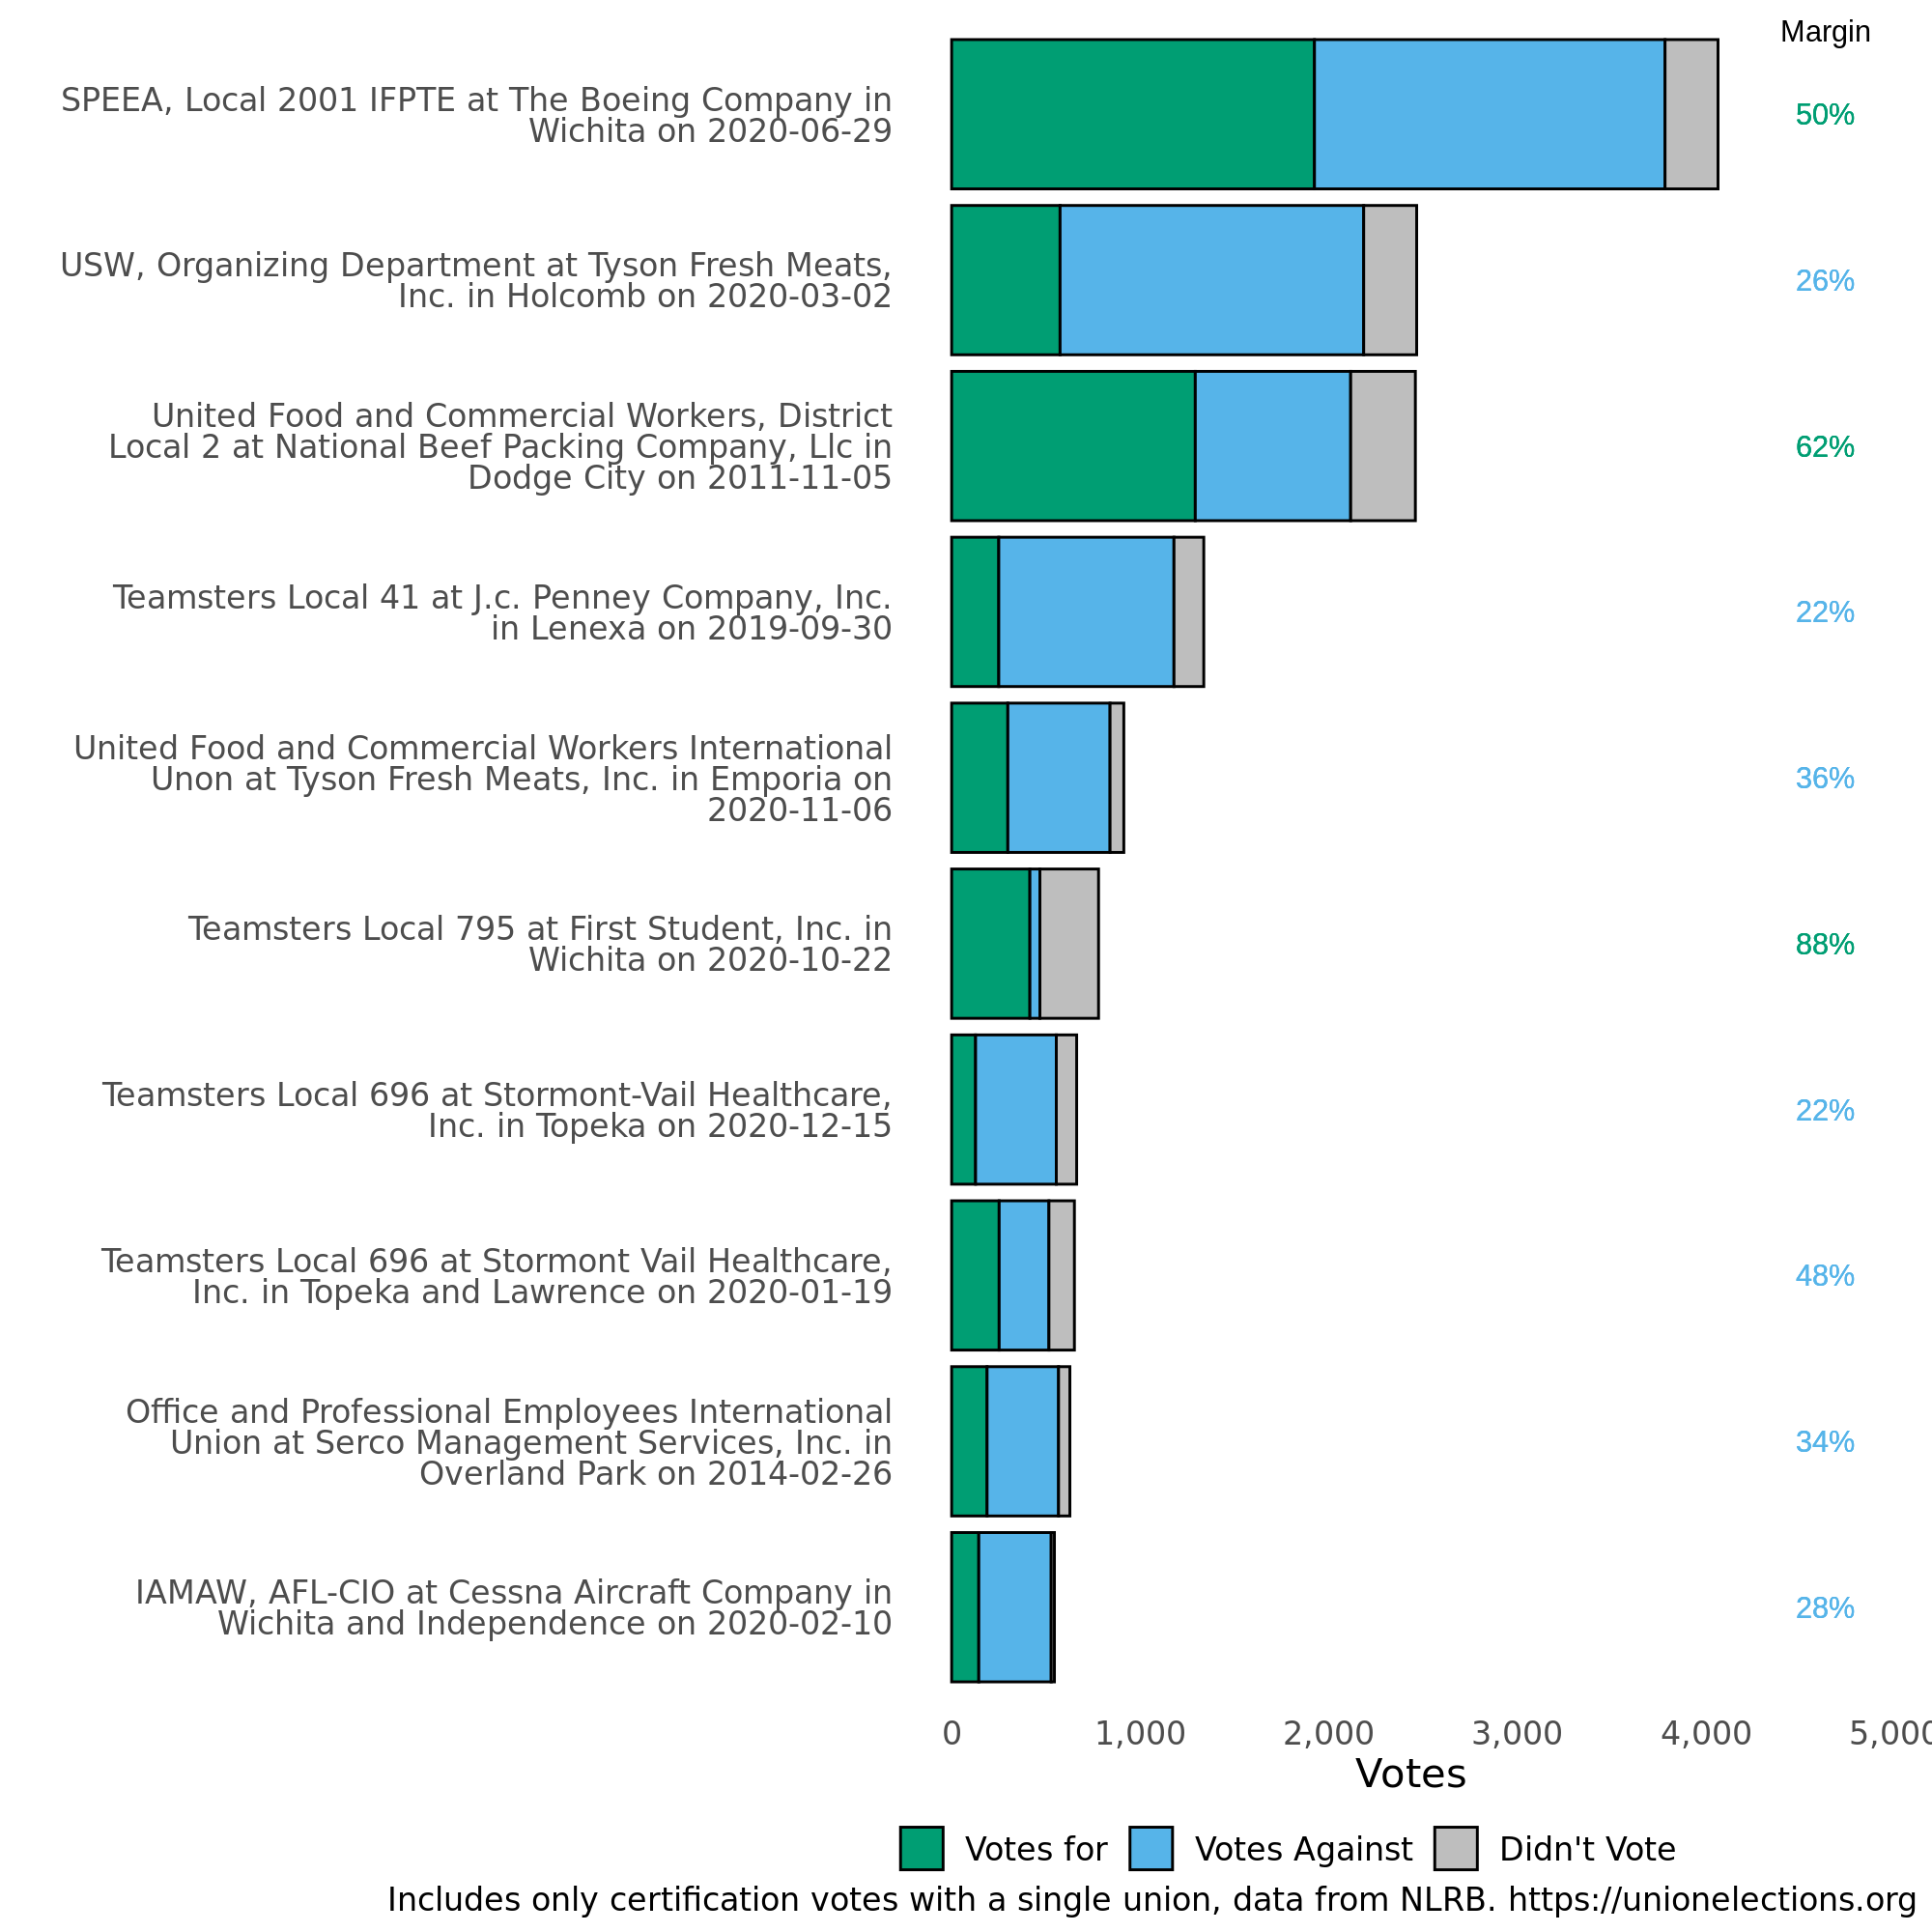 Margin
SPEEA, Local 2001 IFPTE at The Boeing Company in
Wichita on 2020-06-29
50%
USW, Organizing Department at Tyson Fresh Meats,
Inc. in Holcomb on 2020-03-02
26%
United Food and Commercial Workers, District
Local 2 at National Beef Packing Company, Llc in
Dodge City on 2011-11-05
62%
Teamsters Local 41 at J.c. Penney Company, Inc.
in Lenexa on 2019-09-30
22%
United Food and Commercial Workers International
Unon at Tyson Fresh Meats, Inc. in Emporia on
2020-11-06
36%
Teamsters Local 795 at First Student, Inc. in
Wichita on 2020-10-22
88%
Teamsters Local 696 at Stormont-Vail Healthcare,
Inc. in Topeka on 2020-12-15
22%
Teamsters Local 696 at Stormont Vail Healthcare,
Inc. in Topeka and Lawrence on 2020-01-19
48%
Office and Professional Employees International
Union at Serco Management Services, Inc. in
Overland Park on 2014-02-26
34%
IAMAW, AFL-CIO at Cessna Aircraft Company in
Wichita and Independence on 2020-02-10
28%
0 1,000 2,000 3,000 4,000 5,000
Votes
Votes for Votes Against Didn't Vote
Includes only certification votes with a single union, data from NLRB. https://unionelections.org